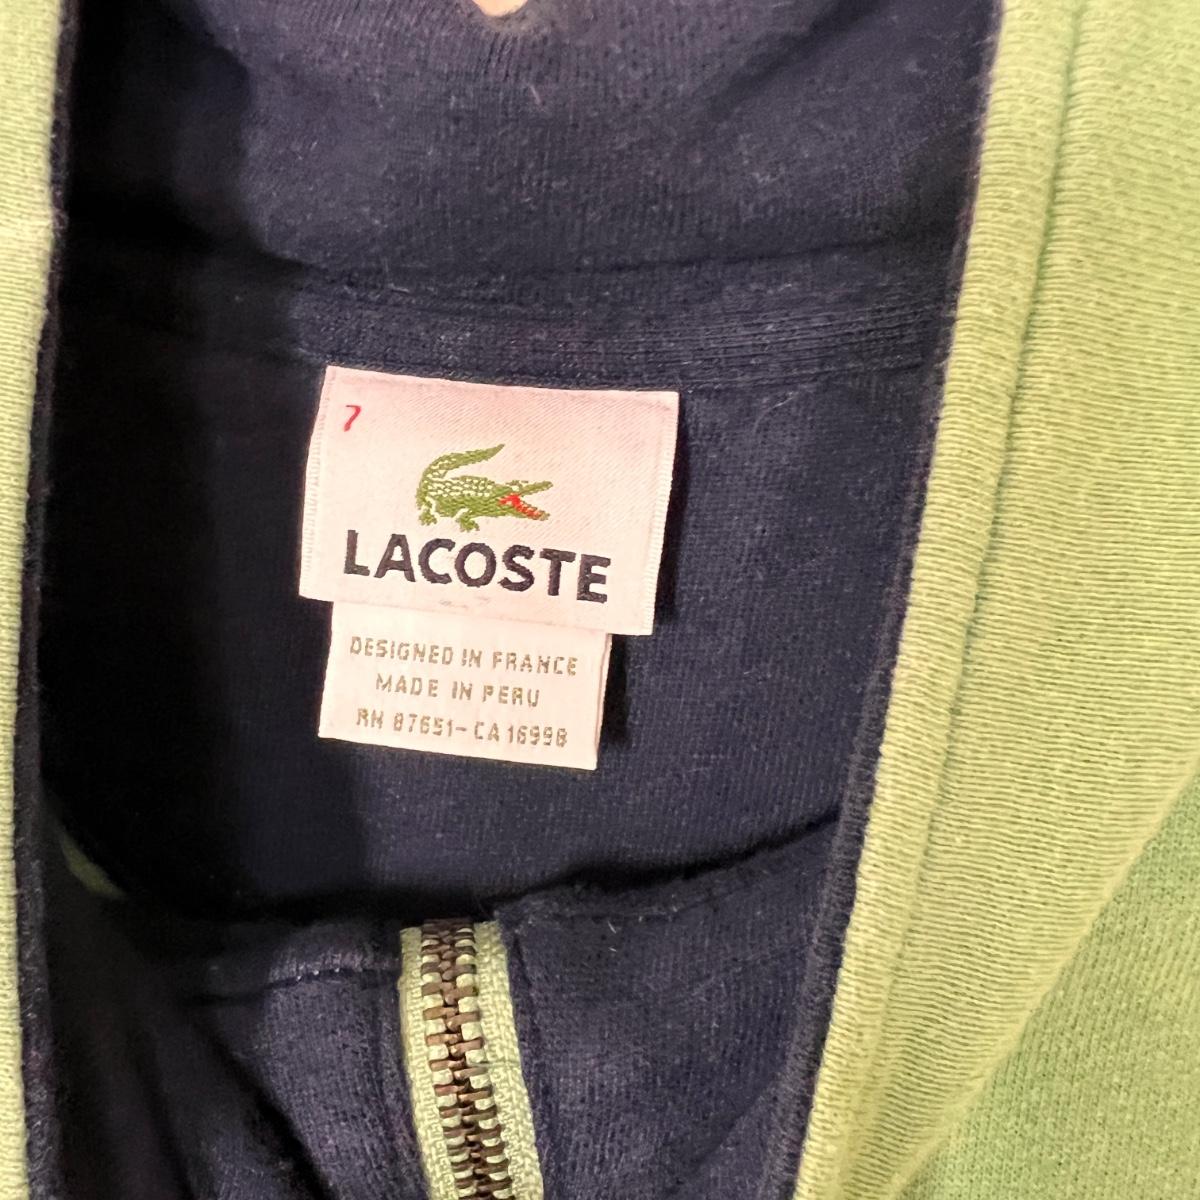 7
LACOSTE
DESIGNED IN FRANCE
MADE IN PERU
RN 87651-CA 16998